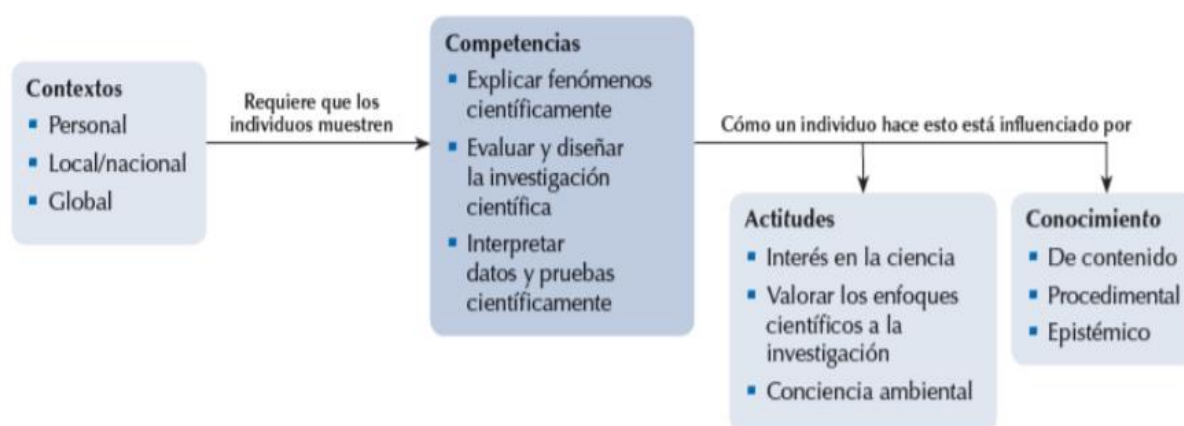 Contextos
Personal
Local/nacional
Global
Requiere que los
individuos muestren
Competencias
Explicar fenómenos
científicamente
Evaluar y diseñar
la investigación
científica
Interpretar
datos y pruebas
científicamente
Cómo un individuo hace esto está influenciado por
Actitudes
Interés en la ciencia
Valorar los enfoques
científicos a la
investigación
Conciencia ambiental
Conocimiento
De contenido
Procedimental
Epistémico